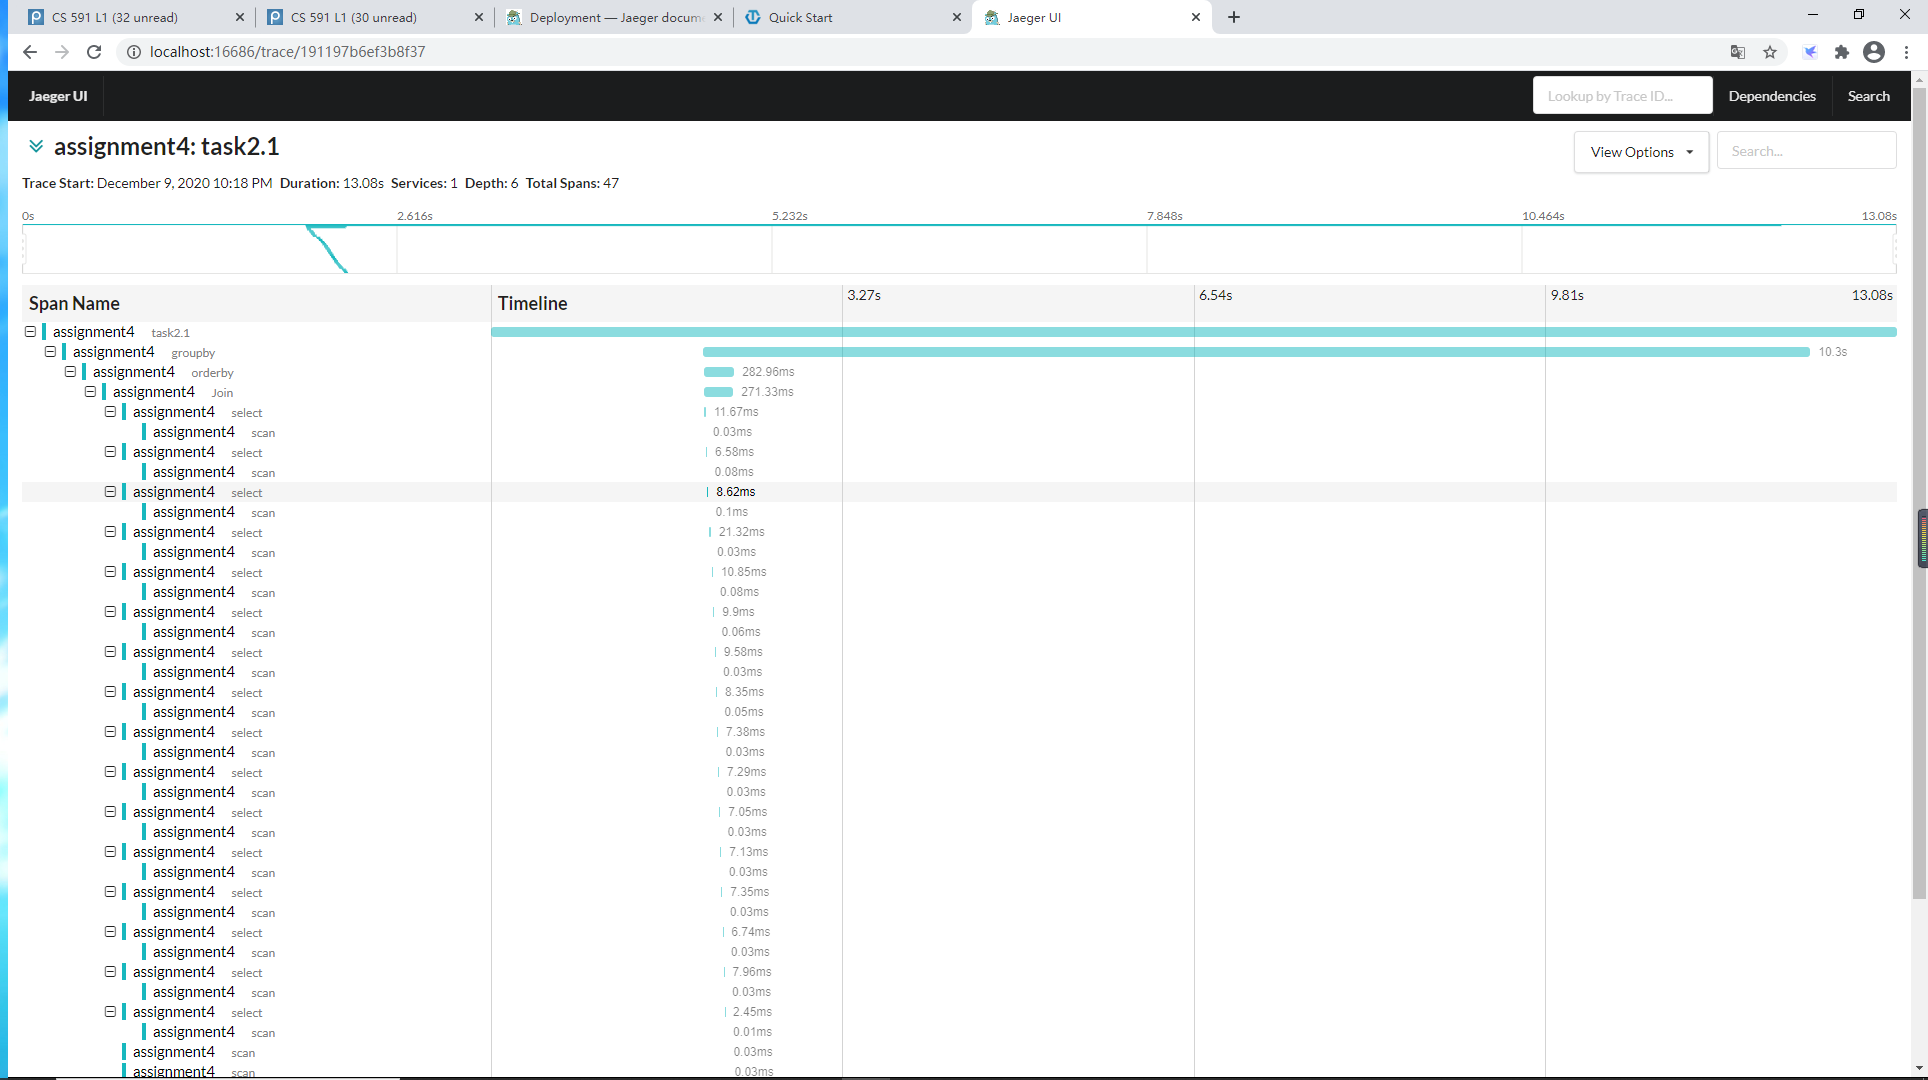 CS 591 L1 (32 unread)
CS 591 L1 (30 unread)
Deployment — Jaeger docum
Quick Start
Jaeger UI
localhost:16686/trace/191197b6ef3b8f37
Jaeger UI
Lookup by Trace ID...
Dependencies
Search
assignment4: task2.1
View Options
Search...
Trace Start: December 9, 2020 10:18 PM Duration: 13.08s Services: 1 Depth: 6 Total Spans: 47
0s 2.616s 5.232s 7.848s 10.464s 13.08s
Span Name Timeline 3.27s 6.54s 9.81s 13.08s
assignment4 task2.1
assignment4 groupby 10.3s
assignment4 orderby 282.96ms
assignment4 Join 271.33ms
assignment4 select 11.67ms
assignment4 scan 0.03ms
assignment4 select 6.58ms
assignment4 scan 0.08ms
assignment4 select 8.62ms
assignment4 scan 0.1ms
assignment4 select 21.32ms
assignment4 scan 0.03ms
assignment4 select 10.85ms
assignment4 scan 0.08ms
assignment4 select 9.9ms
assignment4 scan 0.06ms
assignment4 select 9.58ms
assignment4 scan 0.03ms
assignment4 select 8.35ms
assignment4 scan 0.05ms
assignment4 select 7.38ms
assignment4 scan 0.03ms
assignment4 select 7.29ms
assignment4 scan 0.03ms
assignment4 select 7.05ms
assignment4 scan 0.03ms
assignment4 select 7.13ms
assignment4 scan 0.03ms
assignment4 select 7.35ms
assignment4 scan 0.03ms
assignment4 select 6.74ms
assignment4 scan 0.03ms
assignment4 select 7.96ms
assignment4 scan 0.03ms
assignment4 select 2.45ms
assignment4 scan 0.01ms
assignment4 scan 0.03ms
assignment4 scan 0.03ms